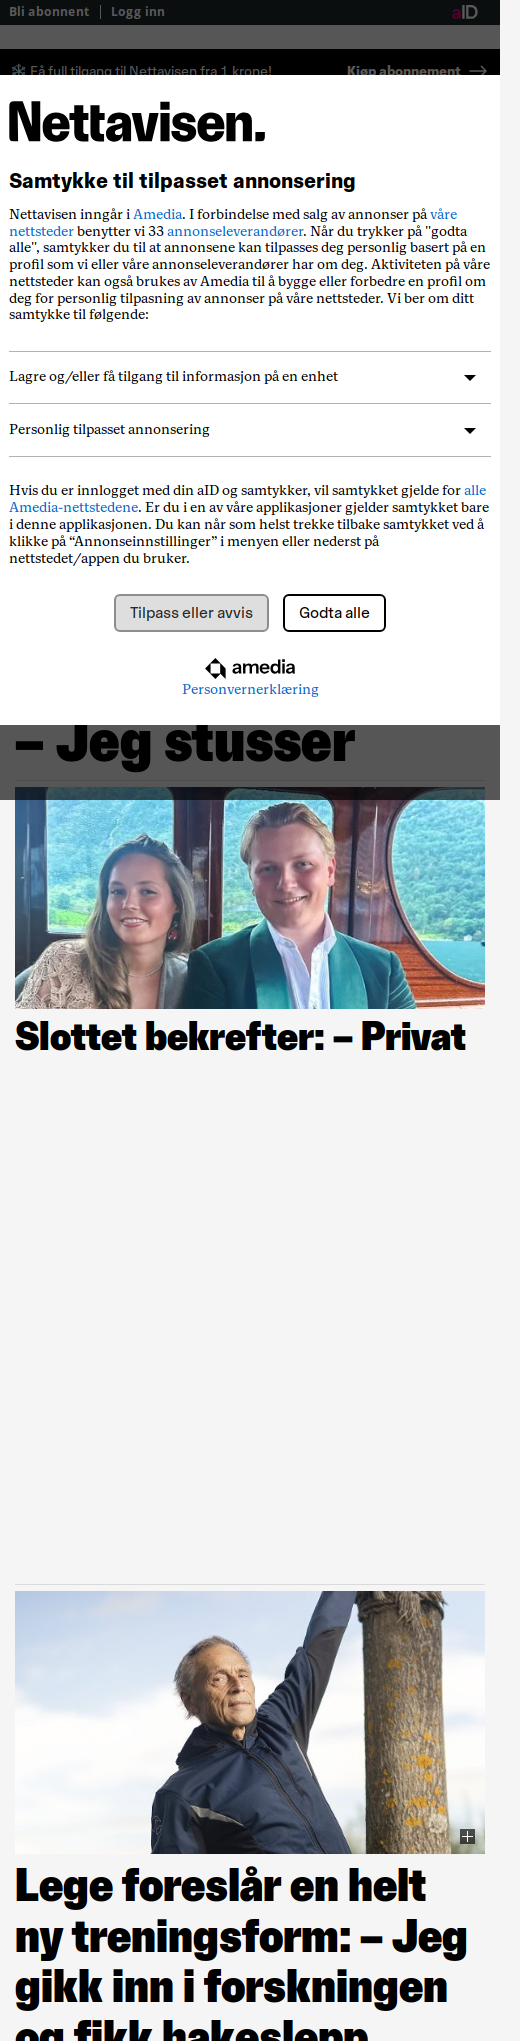 Bli abonnent
Logg inn
aID
Få full tilgang til Nettavisen fra 1 krone!
Kjøp abonnement
Nettavisen.
Samtykke til tilpasset annonsering
Nettavisen inngår i Amedia. I forbindelse med salg av annonser på våre
nettsteder benytter vi 33 annonseleverandører. Når du trykker på "godta
alle", samtykker du til at annonsene kan tilpasses deg personlig basert på en
profil som vi eller våre annonseleverandører har om deg. Aktiviteten på våre
nettsteder kan også brukes av Amedia til å bygge eller forbedre en profil om
deg for personlig tilpasning av annonser på våre nettsteder. Vi ber om ditt
samtykke til følgende:
Lagre og/eller få tilgang til informasjon på en enhet
Personlig tilpasset annonsering
Hvis du er innlogget med din aID og samtykker, vil samtykket gjelde for alle
Amedia-nettstedene. Er du i en av våre applikasjoner gjelder samtykket bare
i denne applikasjonen. Du kan når som helst trekke tilbake samtykket ved å
klikke på “Annonseinnstillinger” i menyen eller nederst på
nettstedet/appen du bruker.
Tilpass eller avvis
Godta alle
amedia
Personvernerklæring
– Jeg stusser
Slottet bekrefter: – Privat
Lege foreslår en helt
ny treningsform: – Jeg
gikk inn i forskningen
og fikk hakeslepp